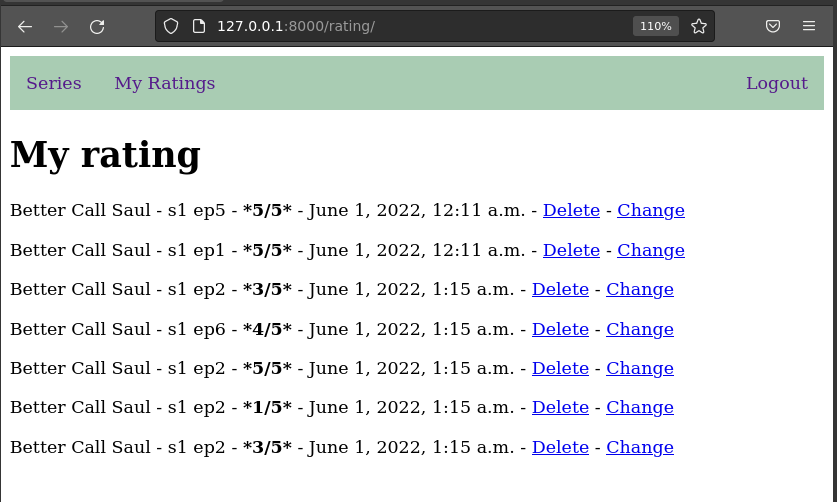 127.0.0.1:8000/rating/ 110%
Series My Ratings Logout
My rating
Better Call Saul - s1 ep5 - *5/5* - June 1, 2022, 12:11 a.m. - Delete - Change
Better Call Saul - s1 ep1 - *5/5* - June 1, 2022, 12:11 a.m. - Delete - Change
Better Call Saul - s1 ep2 - *3/5* - June 1, 2022, 1:15 a.m. - Delete - Change
Better Call Saul - s1 ep6 - *4/5* - June 1, 2022, 1:15 a.m. - Delete - Change
Better Call Saul - s1 ep2 - *5/5* - June 1, 2022, 1:15 a.m. - Delete - Change
Better Call Saul - s1 ep2 - *1/5* - June 1, 2022, 1:15 a.m. - Delete - Change
Better Call Saul - s1 ep2 - *3/5* - June 1, 2022, 1:15 a.m. - Delete - Change